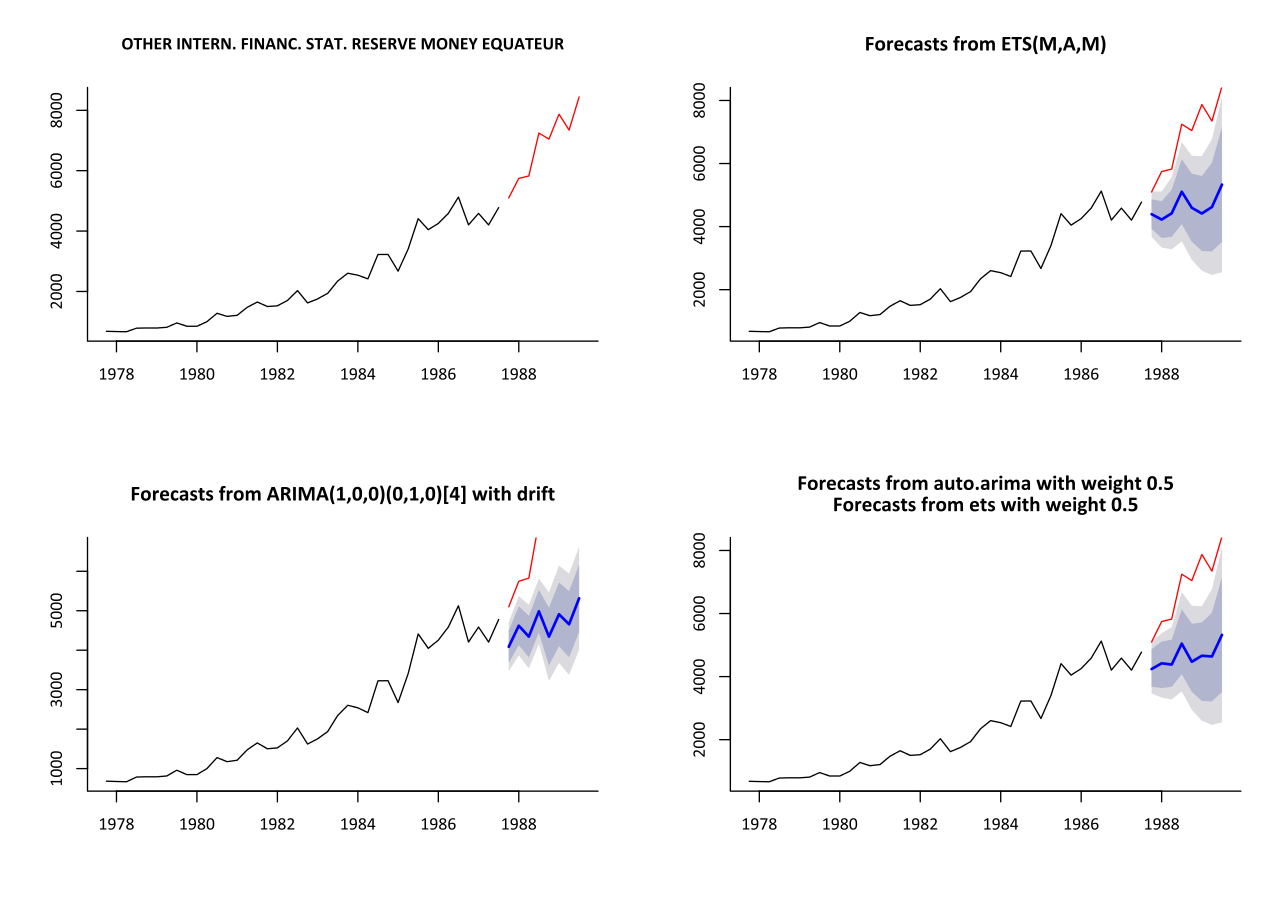 OTHER INTERN. FINANC. STAT. RESERVE MONEY EQUATEUR
8000
6000
4000
2000
1978 1980 1982 1984 1986 1988
Forecasts from ETS(M,A,M)
8000
6000
4000
2000
1978 1980 1982 1984 1986 1988
Forecasts from ARIMA(1,0,0)(0,1,0)[4] with drift
5000
3000
1000
1978 1980 1982 1984 1986 1988
Forecasts from auto.arima with weight 0.5
Forecasts from ets with weight 0.5
8000
6000
4000
2000
1978 1980 1982 1984 1986 1988